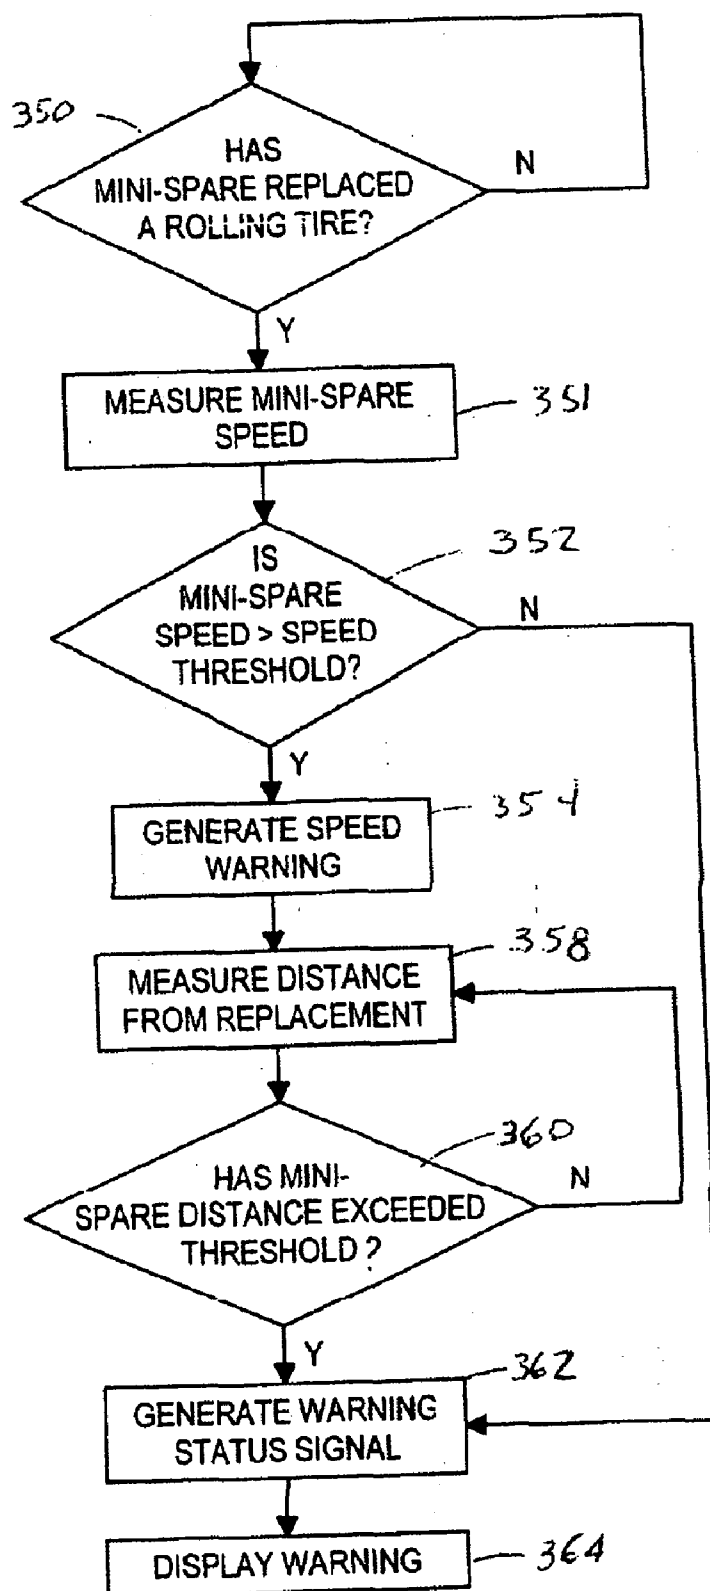 350
HAS
MINI-SPARE REPLACED
A ROLLING TIRE?
N
Y
MEASURE MINI-SPARE
SPEED
351
352
IS
MINI-SPARE
SPEED > SPEED
THRESHOLD?
N
Y
GENERATE SPEED
WARNING
354
358
MEASURE DISTANCE
FROM REPLACEMENT
360
HAS MINI-
SPARE DISTANCE EXCEEDED
THRESHOLD?
N
Y
362
GENERATE WARNING
STATUS SIGNAL
DISPLAY WARNING
364